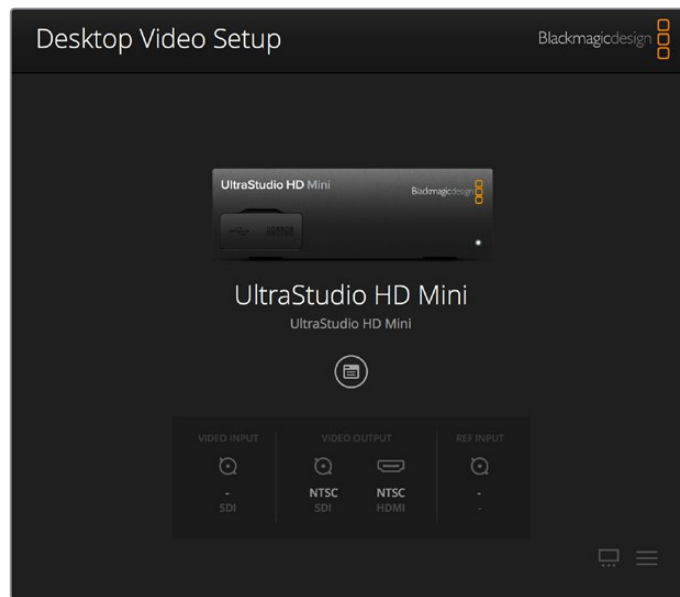 Desktop Video Setup
Blackmagicdesign
UltraStudio HD Mini
Blackmagicdesign
UltraStudio HD Mini
UltraStudio HD Mini
VIDEO INPUT VIDEO OUTPUT REF INPUT
- NTSC NTSC -
SDI SDI HDMI -